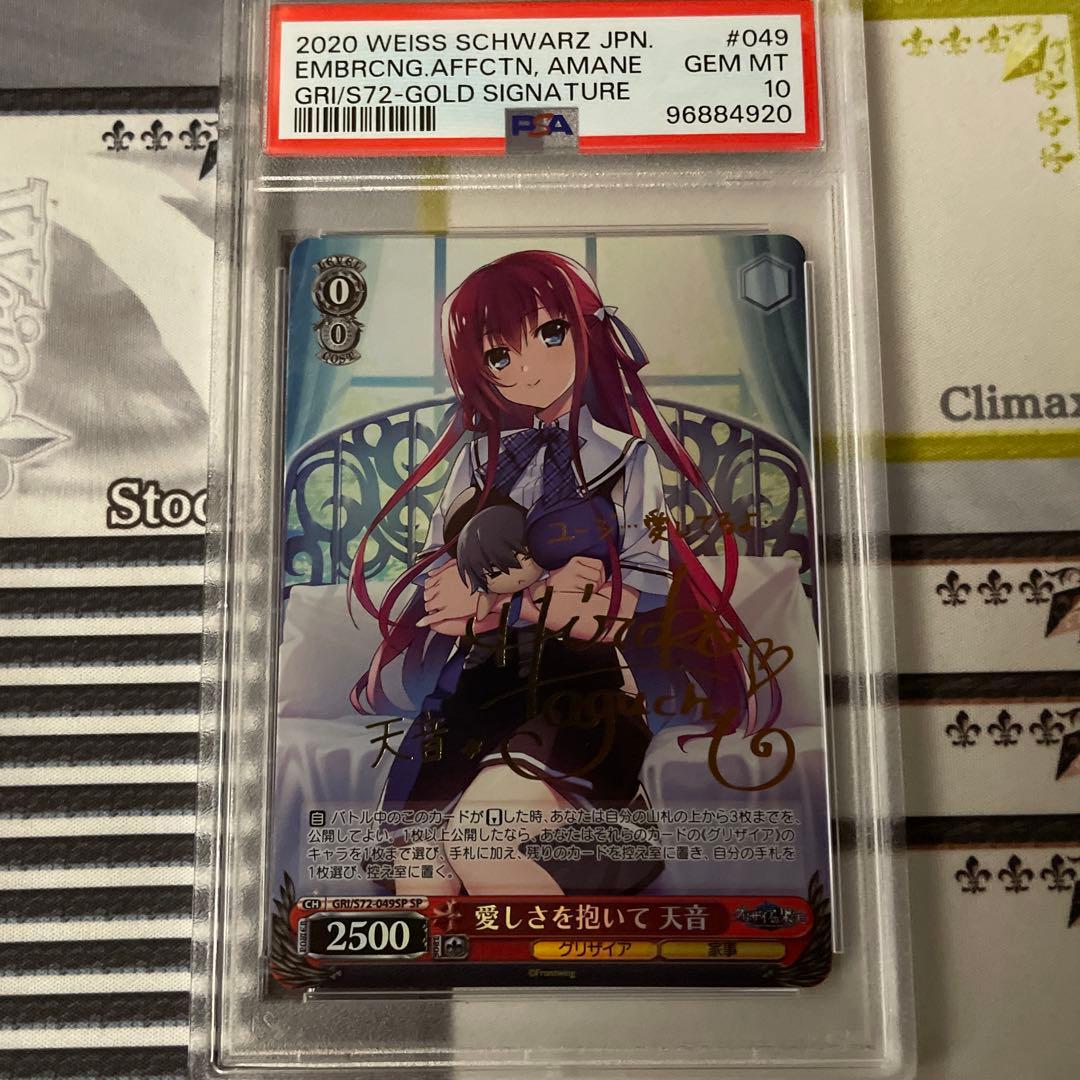 2020 WEISS SCHWARZ JPN. #049
EMBRCNG.AFFCTN, AMANE GEM MT
GRI/S72-GOLD SIGNATURE 10
PSA 96884920
LEVEL
0
0
COST
Climax
Stoc
ユージ…愛してるよ…
Hiroka
Taguchi
天音
自 バトル中のこのカードが した時、あなたは自分の山札の上から3枚までを、
公開してよい。1枚以上公開したなら、あなたはそれらのカードの《グリザイア》の
キャラを1枚まで選び、手札に加え、残りのカードを控え室に置き、自分の手札を
1枚選び、控え室に置く。
CH GRI/S72-049SP SP
愛しさを抱いて 天音
POWER 2500
グリザイア 家事
©Frontwing